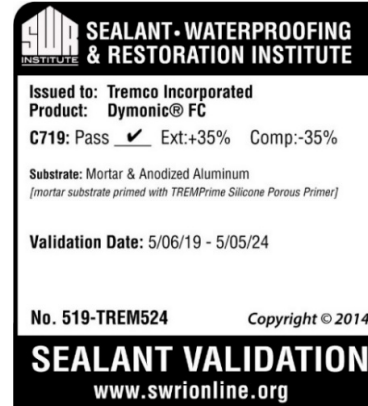 SWR
INSTITUTE
SEALANT • WATERPROOFING
& RESTORATION INSTITUTE
Issued to: Tremco Incorporated
Product: Dymonic® FC
C719: Pass ✔ Ext:+35% Comp:-35%
Substrate: Mortar & Anodized Aluminum
[mortar substrate primed with TREMPrime Silicone Porous Primer]
Validation Date: 5/06/19 - 5/05/24
No. 519-TREM524 Copyright © 2014
SEALANT VALIDATION
www.swrionline.org